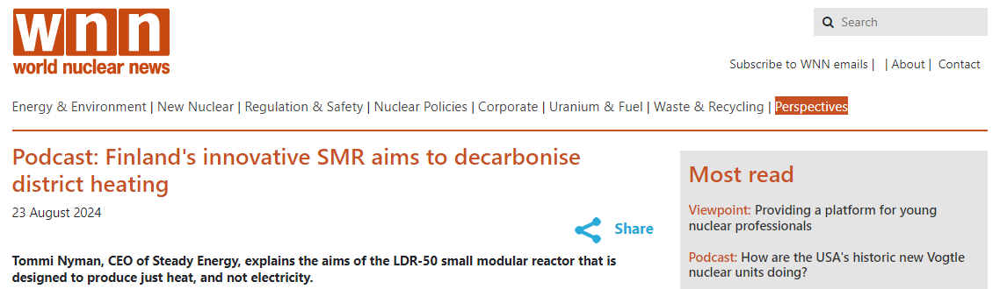 wnn
world nuclear news
Search
Subscribe to WNN emails | | About | Contact
Energy & Environment | New Nuclear | Regulation & Safety | Nuclear Policies | Corporate | Uranium & Fuel | Waste & Recycling | Perspectives
Podcast: Finland's innovative SMR aims to decarbonise
district heating
23 August 2024
Share
Tommi Nyman, CEO of Steady Energy, explains the aims of the LDR-50 small modular reactor that is
designed to produce just heat, and not electricity.
Most read
Viewpoint: Providing a platform for young
nuclear professionals
Podcast: How are the USA's historic new Vogtle
nuclear units doing?